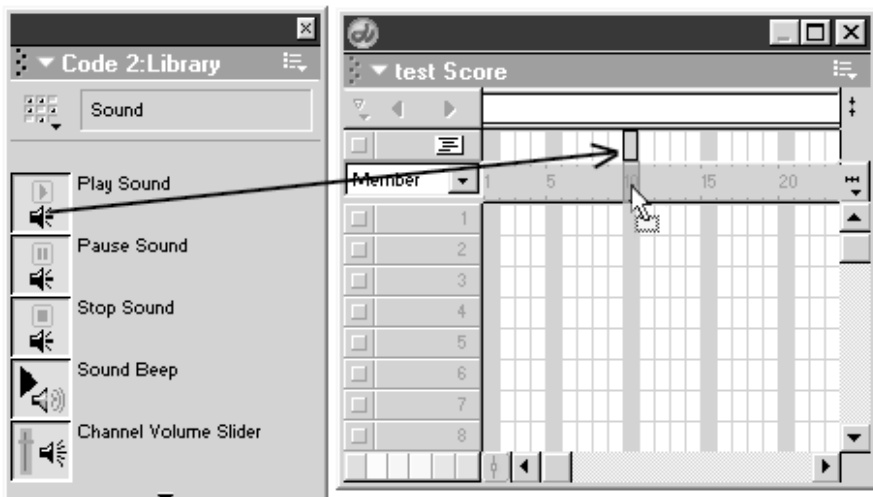 Code 2:Library
Sound
Play Sound
Pause Sound
Stop Sound
Sound Beep
Channel Volume Slider
test Score
Member
1 5 10 15 20
1
2
3
4
5
6
7
8